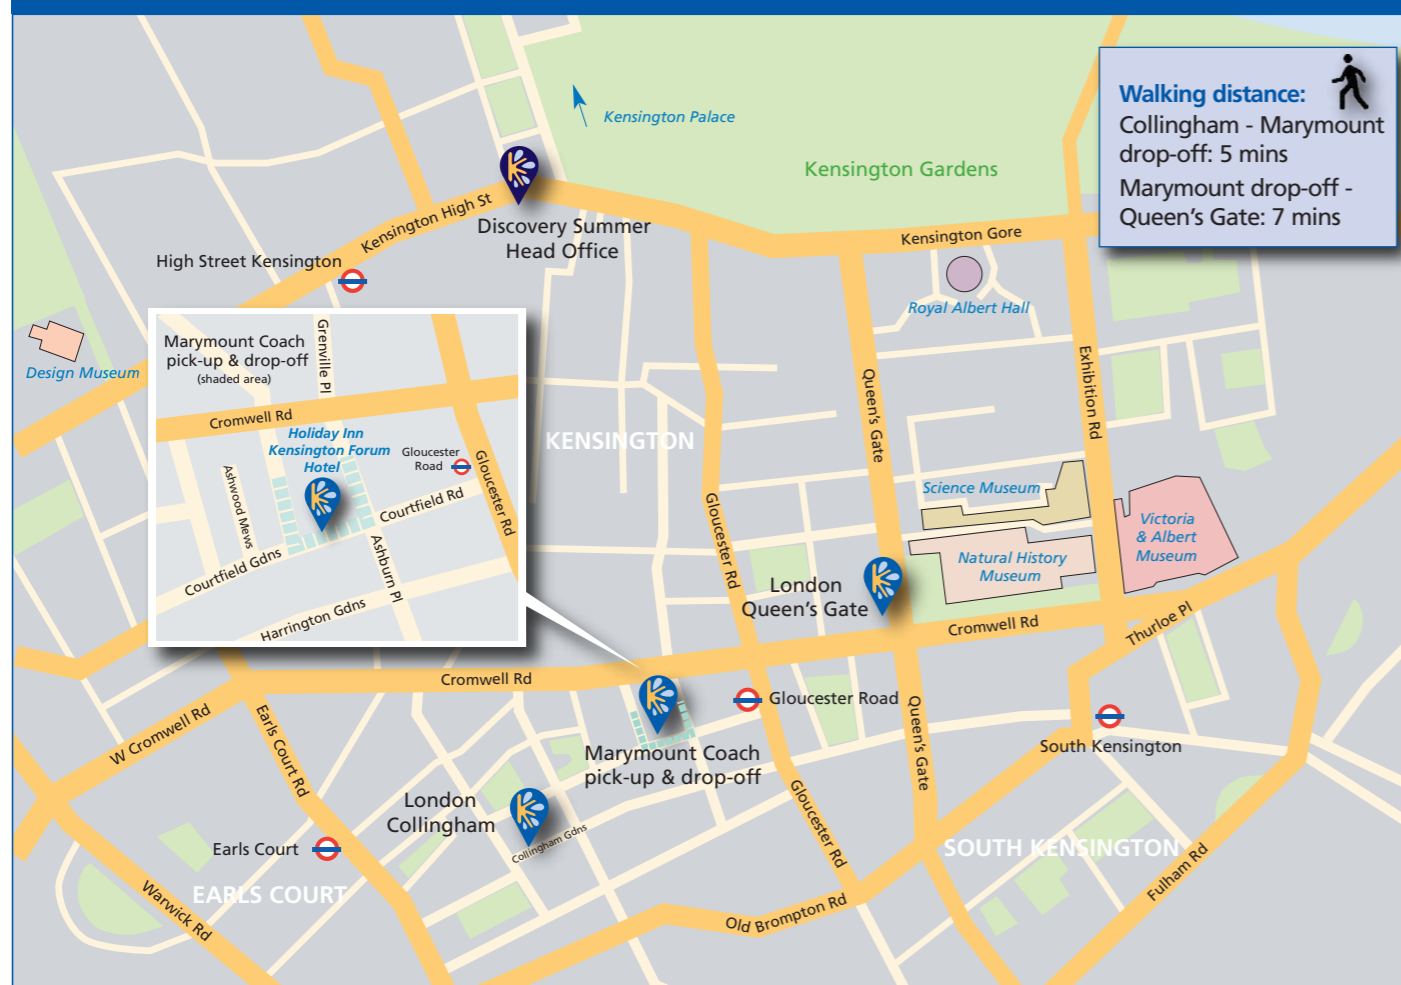 Walking distance:
Collingham - Marymount
drop-off: 5 mins
Marymount drop-off -
Queen's Gate: 7 mins
Kensington Palace
Kensington Gardens
Kensington High St
Discovery Summer
Head Office
Kensington Gore
High Street Kensington
Royal Albert Hall
Design Museum
Marymount Coach
pick-up & drop-off
(shaded area)
Grenville Pl
Cromwell Rd
Holiday Inn
Kensington Forum
Hotel
Gloucester
Road
Gloucester Rd
Ashwood Mews
Courtfield Rd
Courtfield Gdns
Ashburn Pl
Harrington Gdns
KENSINGTON
Queen's Gate
Exhibition Rd
Gloucester Rd
Science Museum
Victoria
& Albert
Museum
Natural History
Museum
London
Queen's Gate
Cromwell Rd
Thurloe Pl
Cromwell Rd
W Cromwell Rd
Earls Court Rd
Gloucester Road
Queen's Gate
South Kensington
Marymount Coach
pick-up & drop-off
London
Collingham
Collingham Gdns
Gloucester Rd
Earls Court
SOUTH KENSINGTON
EARLS COURT
Warwick Rd
Old Brompton Rd
Fulham Rd